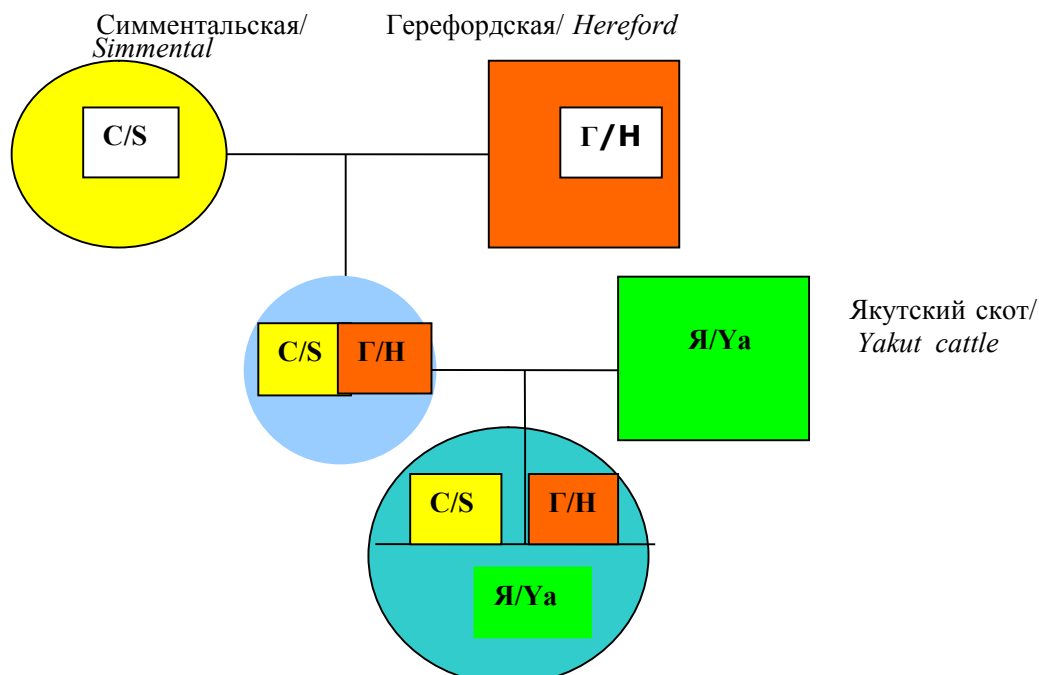 Симментальская/
Simmental
Герефордская/ Hereford
С/S
Г/H
С/S
Г/H
Я/Ya
Якутский скот/
Yakut cattle
С/S
Г/H
Я/Ya